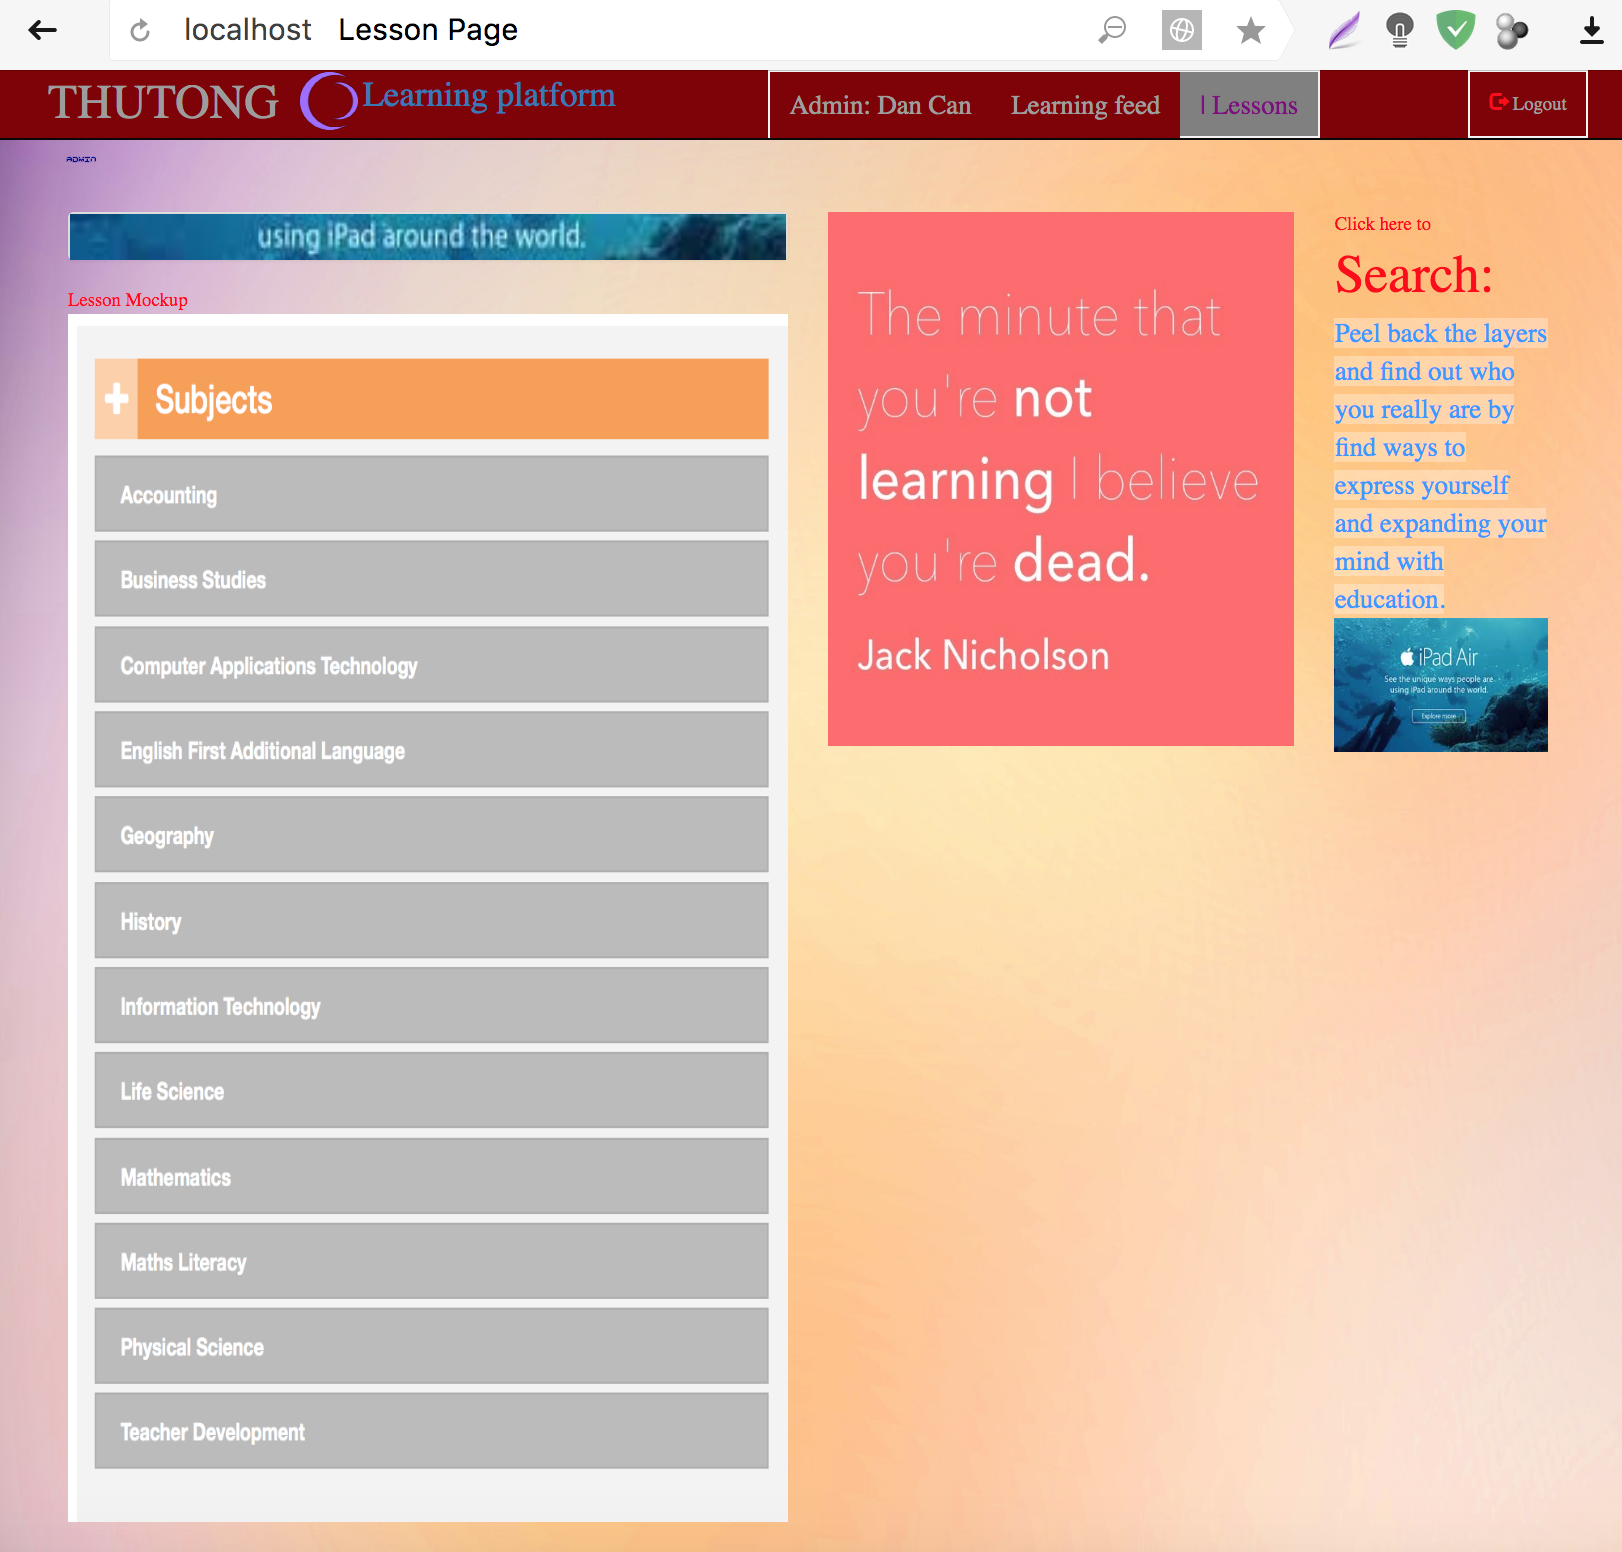 localhost Lesson Page
THUTONG Learning platform
Admin: Dan Can
Learning feed
| Lessons
Logout
ADMIN
using iPad around the world.
Lesson Mockup
Subjects
Accounting
Business Studies
Computer Applications Technology
English First Additional Language
Geography
History
Information Technology
Life Science
Mathematics
Maths Literacy
Physical Science
Teacher Development
The minute that
you're not
learning I believe
you're dead.
Jack Nicholson
Click here to
Search:
Peel back the layers
and find out who
you really are by
find ways to
express yourself
and expanding your
mind with
education.
iPad Air
See the unique ways people are
using iPad around the world.
Explore more